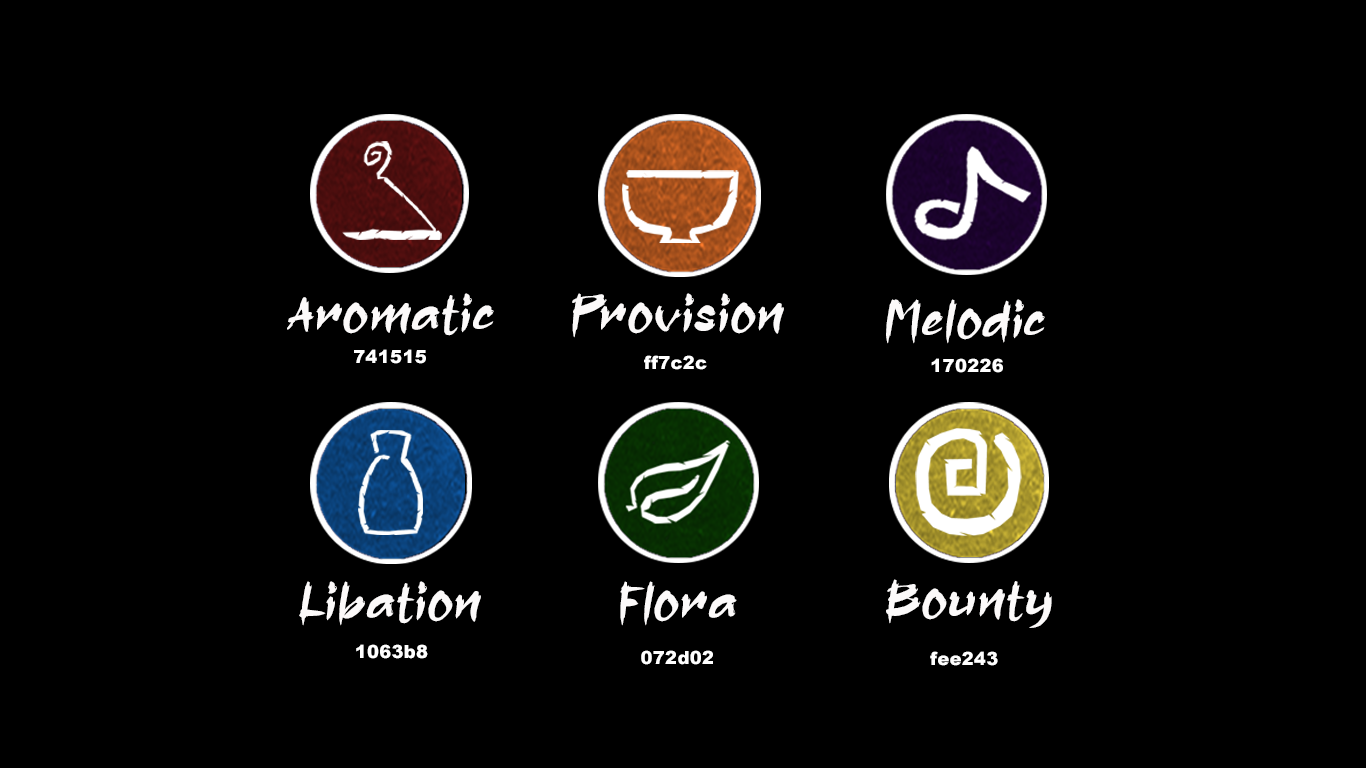 Aromatic
741515
Provision
ff7c2c
Melodic
170226
Libation
1063b8
Flora
072d02
Bounty
fee243